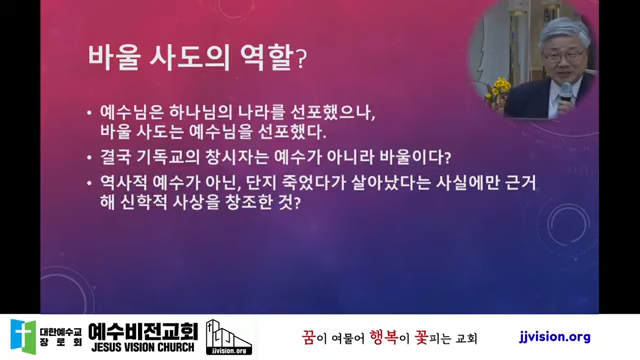 바울 사도의 역할?
• 예수님은 하나님의 나라를 선포했으나,
바울 사도는 예수님을 선포했다.
• 결국 기독교의 창시자는 예수가 아니라 바울이다?
• 역사적 예수가 아닌, 단지 죽었다가 살아났다는 사실에만 근거
해 신학적 사상을 창조한 것?
대한예수교
장로회
예수비전교회
JESUS VISION CHURCH
jjvision.org
꿈이 여물어 행복이 꽃피는 교회
jjvision.org